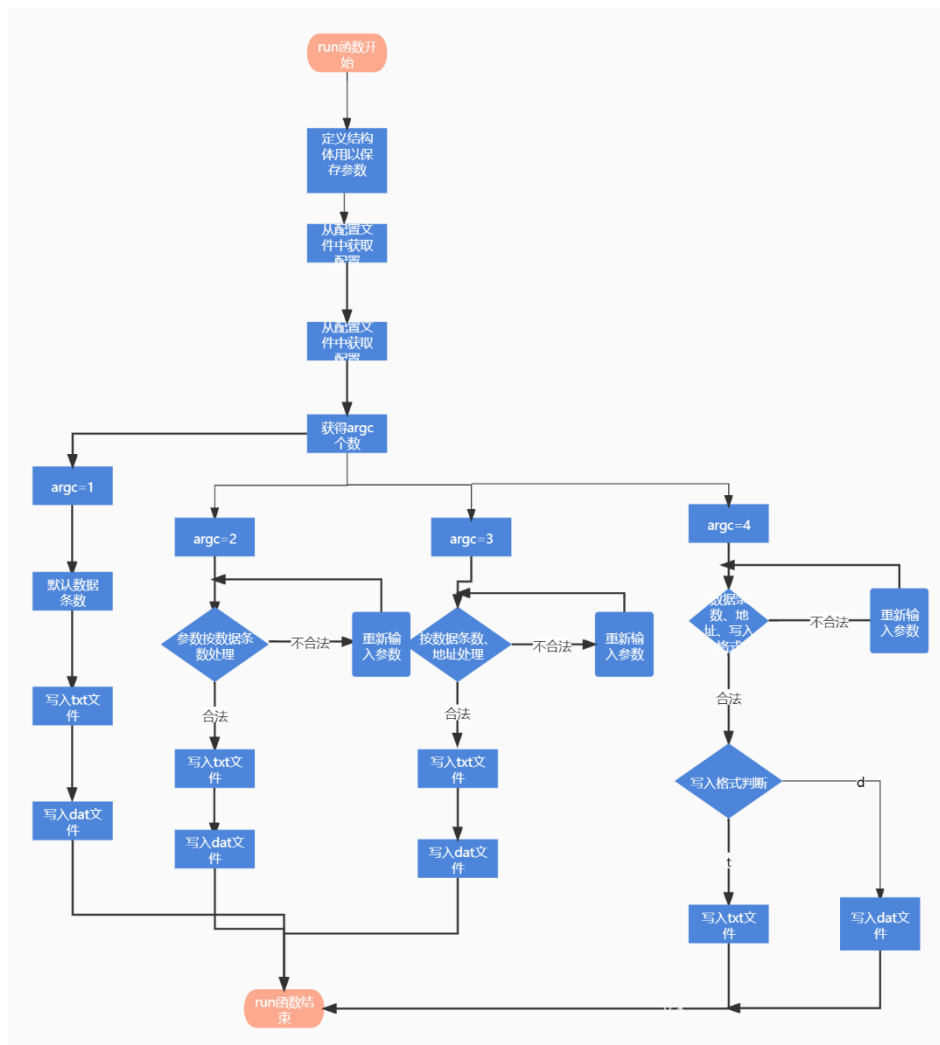 run函数开
始
定义结构
体用以保
存参数
从配置文
件中获取
配置
从配置文
件中获取
配置
获得argc
个数
argc=1
argc=2
argc=3
argc=4
默认数据
条数
参数按数据条
数处理
不合法
重新输
入参数
按数据条数、
地址处理
不合法
重新输
入参数
数、地
址、写入
格式
不合法
重新输
入参数
写入txt文
件
合法
合法
合法
写入txt文
件
写入txt文
件
写入格式判断
d
写入dat文
件
写入dat文
件
写入dat文
件
t
写入txt文
件
写入dat文
件
run函数结
束